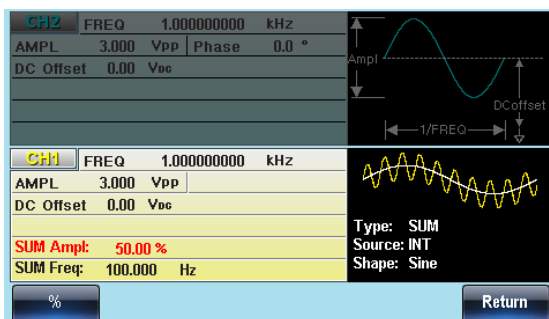 CH2 FREQ 1.000000000 kHz
AMPL 3.000 Vpp Phase 0.0 °
DC Offset 0.00 VDC
Ampl
DCoffset
1/FREQ
CH1 FREQ 1.000000000 kHz
AMPL 3.000 Vpp
DC Offset 0.00 VDC
SUM Ampl: 50.00 %
SUM Freq: 100.000 Hz
Type: SUM
Source: INT
Shape: Sine
% Return